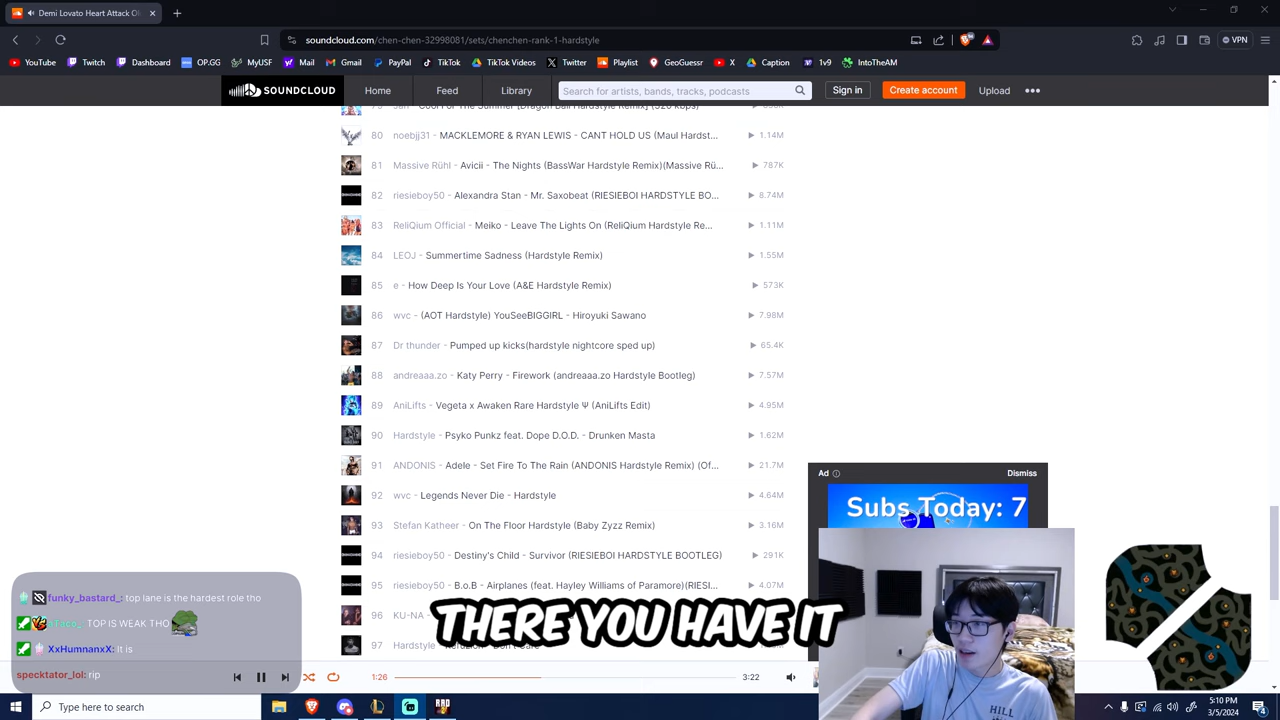 Demi Lovato Heart Attack O
soundcloud.com/chen-chen-32998081/sets/chenchen-rank-1-hardstyle
VPN
YouTube Twitch Dashboard OP.GG MyUSF Mail Gmail PayPal TikTok TikTok Videos Twitter Playlist GeoGuessr X Caption 1v9 IntoTheAM
SOUNDCLOUD Home Feed Library Search for artists, bands, tracks, podcasts Sign in Create account Upload
80 noebjj31 - MACKLEMORE & RYAN LEWIS - CANT HOLD US (Maul Hardst... 1.14M
81 Massive Rühl - Avicii - The Nights (BassWar Hardstyle Remix)(Massive Rü... 787K
82 riesieboy50 - Alexandra Stan - Mr. Saxobeat (RIESIEBOI HARDSTYLE BO... 8.74M
83 ReliQium Official - Meiko - Leave The Lights On (ReliQium Hardstyle Re... 1.11M
84 LEOJ - Summertime Sadness (Hardstyle Remix) 1.55M
85 e - How Deep Is Your Love (A&E Hardstyle Remix) 573K
86 wvc - (AOT Hardstyle) YouSeeBIGGIRL - Hiroyuki Sawano 7.98M
87 Dr thunder - Pumped up kicks(hardstyle nightcore sped up) 65.4K
88 andreaaa.zo - Katy Perry - Firework (andreaaa.zo Hardstyle Bootleg) 7.57M
89 AniLifts - Vegeta x Awaken Rare Hardstyle Ψ (AniLifts Edit) 4.95M
90 Hardstyle - Psyko Punkz feat. Dope D.O.D. - Drunken Masta 1.62M
91 ANDONIS - Adele - Set Fire To The Rain (ANDONIS Hardstyle Remix) (Of... 21.7M
92 wvc - Legends Never Die - Hardstyle 4.64M
93 Stefan Katheer - On The Floor Hardstyle (Baby Zyzz Remix) 3.16M
94 riesieboy50 - Destiny's Child - Survivor (RIESIEBOI HARDSTYLE BOOTLEG) 291K
95 riesieboy50 - B.o.B - Airplanes (feat. Hayley Williams of Paramore)(RIESI... 4.07M
96 KU-NA
97 Hardstyle
Ad Dismiss
Subs Today: 7
THERE YOU HAVE IT
funky_bastard_: top lane is the hardest role tho
TOP IS WEAK THO
XxHumnanxX: It is
specktator_lol: rip
1:26 3:22
HILL
Type here to search
RAD
5:10 PM
3/5/2024
4